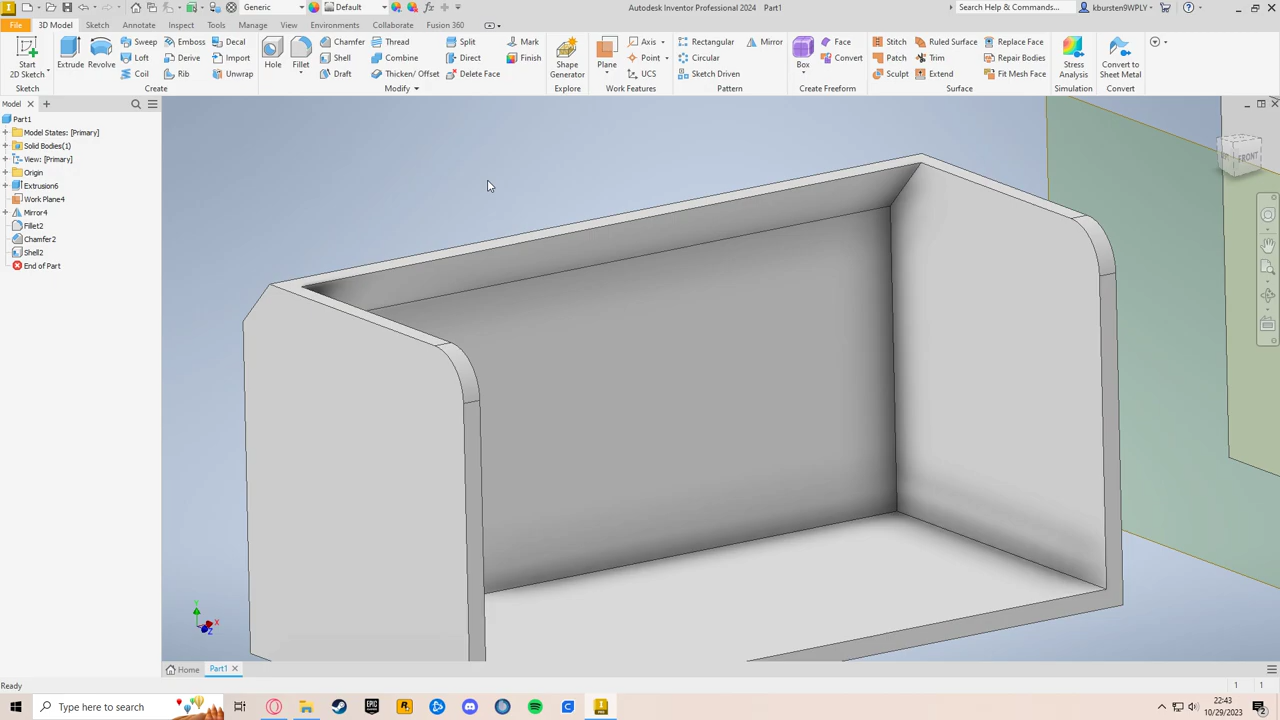 Generic
Default
Autodesk Inventor Professional 2024 Part1
Search Help & Commands...
kbursten9WPLY
File
3D Model
Sketch
Annotate
Inspect
Tools
Manage
View
Environments
Collaborate
Fusion 360
Start
2D Sketch
Sketch
Extrude
Revolve
Sweep
Loft
Coil
Emboss
Derive
Rib
Decal
Import
Unwrap
Create
Hole
Fillet
Chamfer
Shell
Draft
Thread
Combine
Thicken/ Offset
Split
Direct
Delete Face
Modify
Mark
Finish
Shape
Generator
Explore
Plane
Axis
Point
UCS
Work Features
Rectangular
Circular
Sketch Driven
Mirror
Pattern
Box
Face
Convert
Create Freeform
Stitch
Patch
Sculpt
Ruled Surface
Trim
Extend
Replace Face
Repair Bodies
Fit Mesh Face
Surface
Stress
Analysis
Simulation
Convert to
Sheet Metal
Convert
Model
Part1
Model States: [Primary]
Solid Bodies(1)
View: [Primary]
Origin
Extrusion6
Work Plane4
Mirror4
Fillet2
Chamfer2
Shell2
End of Part
FRONT
Y
X
Z
Home
Part1
Ready
1
1
Type here to search
22:43
10/29/2023
2